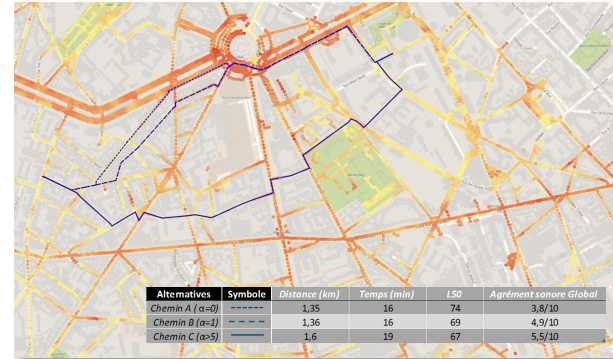 Alternatives Symbole Distance (km) Temps (min) L50 Agrément sonore Global
Chemin A (α=0) 1,35 16 74 3,8/10
Chemin B (α=1) 1,36 16 69 4,9/10
Chemin C (α>5) 1,6 19 67 5,5/10